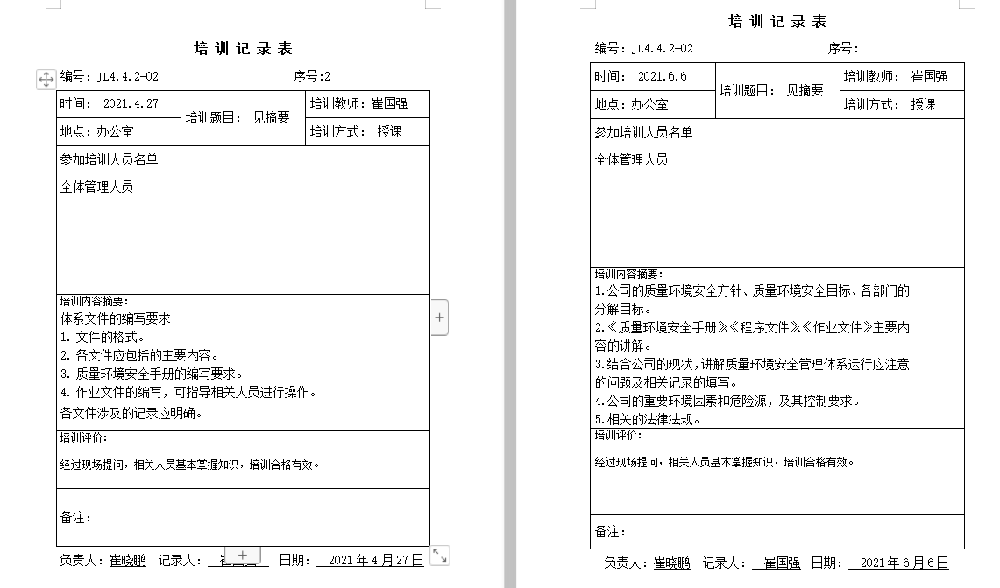 培训记录表
编号：JL4.4.2-02 序号:2
时间： 2021.4.27
培训题目： 见摘要
培训教师：崔国强
地点：办公室
培训方式： 授课
参加培训人员名单
全体管理人员
培训内容摘要：
体系文件的编写要求
1. 文件的格式。
2. 各文件应包括的主要内容。
3. 质量环境安全手册的编写要求。
4. 作业文件的编写，可指导相关人员进行操作。
各文件涉及的记录应明确。
培训评价：
经过现场提问，相关人员基本掌握知识，培训合格有效。
备注：
负责人：崔晓鹏 记录人： 日期： 2021年4月27日
培训记录表
编号：JL4.4.2-02 序号：
时间： 2021.6.6
培训题目： 见摘要
培训教师： 崔国强
地点：办公室
培训方式： 授课
参加培训人员名单
全体管理人员
培训内容摘要：
1.公司的质量环境安全方针、质量环境安全目标、各部门的
分解目标。
2.《质量环境安全手册》、《程序文件》、《作业文件》主要内
容的讲解。
3.结合公司的现状，讲解质量环境安全管理体系运行应注意
的问题及相关记录的填写。
4.公司的重要环境因素和危险源，及其控制要求。
5.相关的法律法规。
培训评价：
经过现场提问，相关人员基本掌握知识，培训合格有效。
备注：
负责人：崔晓鹏 记录人： 崔国强 日期： 2021年6月6日